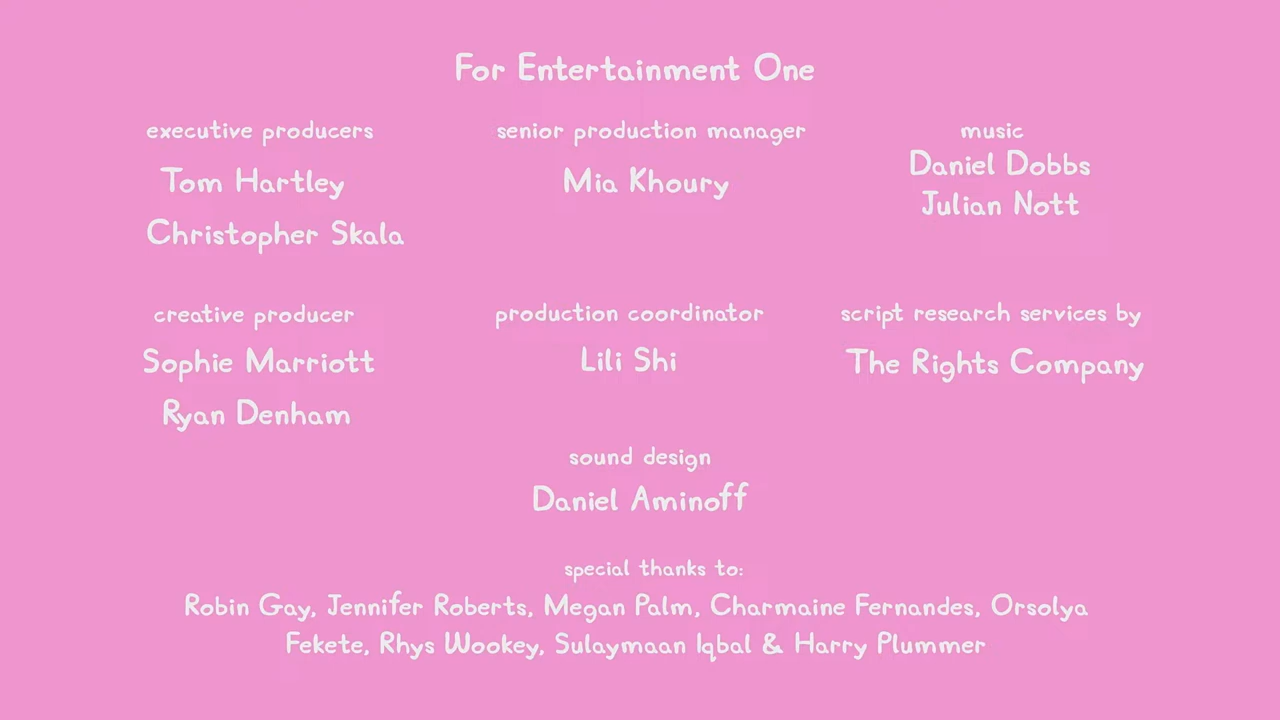 For Entertainment One
executive producers
Tom Hartley
Christopher Skala
senior production manager
Mia Khoury
music
Daniel Dobbs
Julian Nott
creative producer
Sophie Marriott
Ryan Denham
production coordinator
Lili Shi
script research services by
The Rights Company
sound design
Daniel Aminoff
special thanks to:
Robin Gay, Jennifer Roberts, Megan Palm, Charmaine Fernandes, Orsolya
Fekete, Rhys Wookey, Sulaymaan Iqbal & Harry Plummer